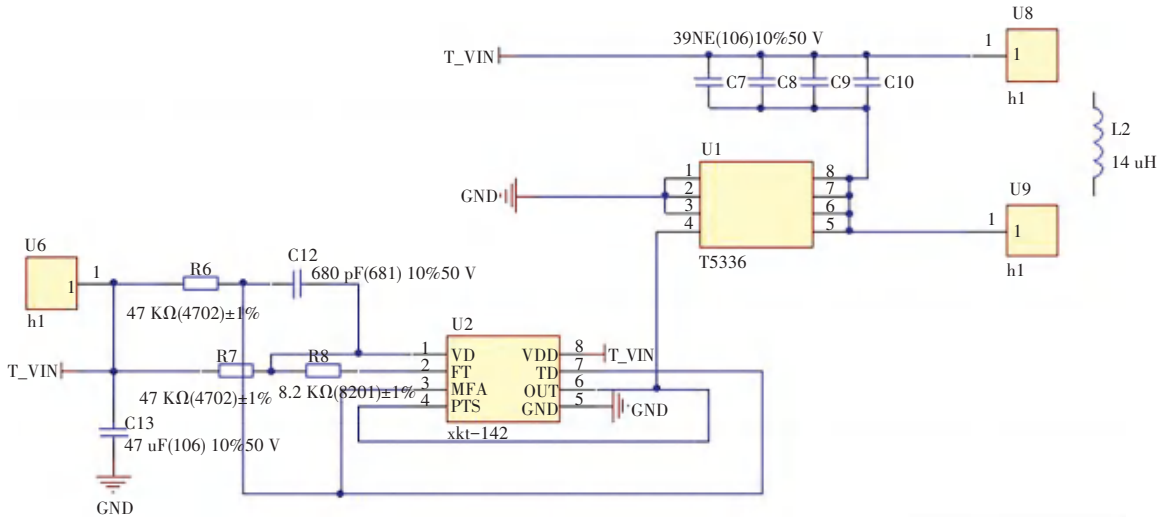 U8
39NE(106)10%50 V
T_VIN
1
1
C7
C8
C9
C10
h1
L2
14 uH
U1
1
2
3
4
8
7
6
5
GND
T5336
U9
1
1
h1
U6
1
1
h1
R6
C12
680 pF(681) 10%50 V
47 KΩ(4702)±1%
U2
T_VIN
R7
R8
1
2
3
4
VD
FT
MFA
PTS
VDD
TD
OUT
GND
8
7
6
5
T_VIN
GND
47 KΩ(4702)±1%
8.2 KΩ(8201)±1%
xkt-142
C13
47 uF(106) 10%50 V
GND